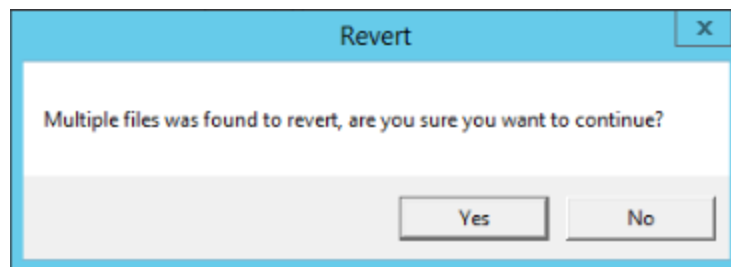 Revert
x
Multiple files was found to revert, are you sure you want to continue?
Yes No